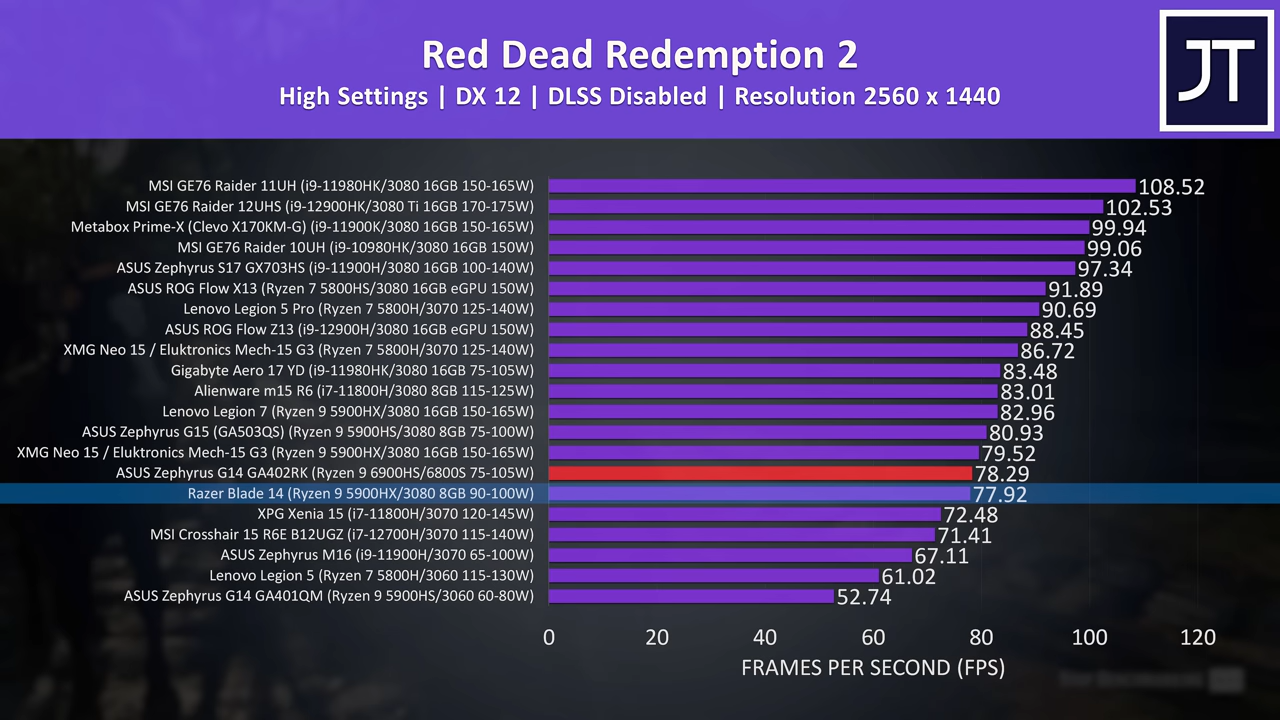 Red Dead Redemption 2
JT
High Settings | DX 12 | DLSS Disabled | Resolution 2560 x 1440
MSI GE76 Raider 11UH (i9-11980HK/3080 16GB 150-165W) 108.52
MSI GE76 Raider 12UHS (i9-12900HK/3080 Ti 16GB 170-175W) 102.53
Metabox Prime-X (Clevo X170KM-G) (i9-11900K/3080 16GB 150-165W) 99.94
MSI GE76 Raider 10UH (i9-10980HK/3080 16GB 150W) 99.06
ASUS Zephyrus S17 GX703HS (i9-11900H/3080 16GB 100-140W) 97.34
ASUS ROG Flow X13 (Ryzen 7 5800HS/3080 16GB eGPU 150W) 91.89
Lenovo Legion 5 Pro (Ryzen 7 5800H/3070 125-140W) 90.69
ASUS ROG Flow Z13 (i9-12900H/3080 16GB eGPU 150W) 88.45
XMG Neo 15 / Eluktronics Mech-15 G3 (Ryzen 7 5800H/3070 125-140W) 86.72
Gigabyte Aero 17 YD (i9-11980HK/3080 16GB 75-105W) 83.48
Alienware m15 R6 (i7-11800H/3080 8GB 115-125W) 83.01
Lenovo Legion 7 (Ryzen 9 5900HX/3080 16GB 150-165W) 82.96
ASUS Zephyrus G15 (GA503QS) (Ryzen 9 5900HS/3080 8GB 75-100W) 80.93
XMG Neo 15 / Eluktronics Mech-15 G3 (Ryzen 9 5900HX/3080 16GB 150-165W) 79.52
ASUS Zephyrus G14 GA402RK (Ryzen 9 6900HS/6800S 75-105W) 78.29
Razer Blade 14 (Ryzen 9 5900HX/3080 8GB 90-100W) 77.92
XPG Xenia 15 (i7-11800H/3070 120-145W) 72.48
MSI Crosshair 15 R6E B12UGZ (i7-12700H/3070 115-140W) 71.41
ASUS Zephyrus M16 (i9-11900H/3070 65-100W) 67.11
Lenovo Legion 5 (Ryzen 7 5800H/3060 115-130W) 61.02
ASUS Zephyrus G14 GA401QM (Ryzen 9 5900HS/3060 60-80W) 52.74
0 20 40 60 80 100 120
FRAMES PER SECOND (FPS)